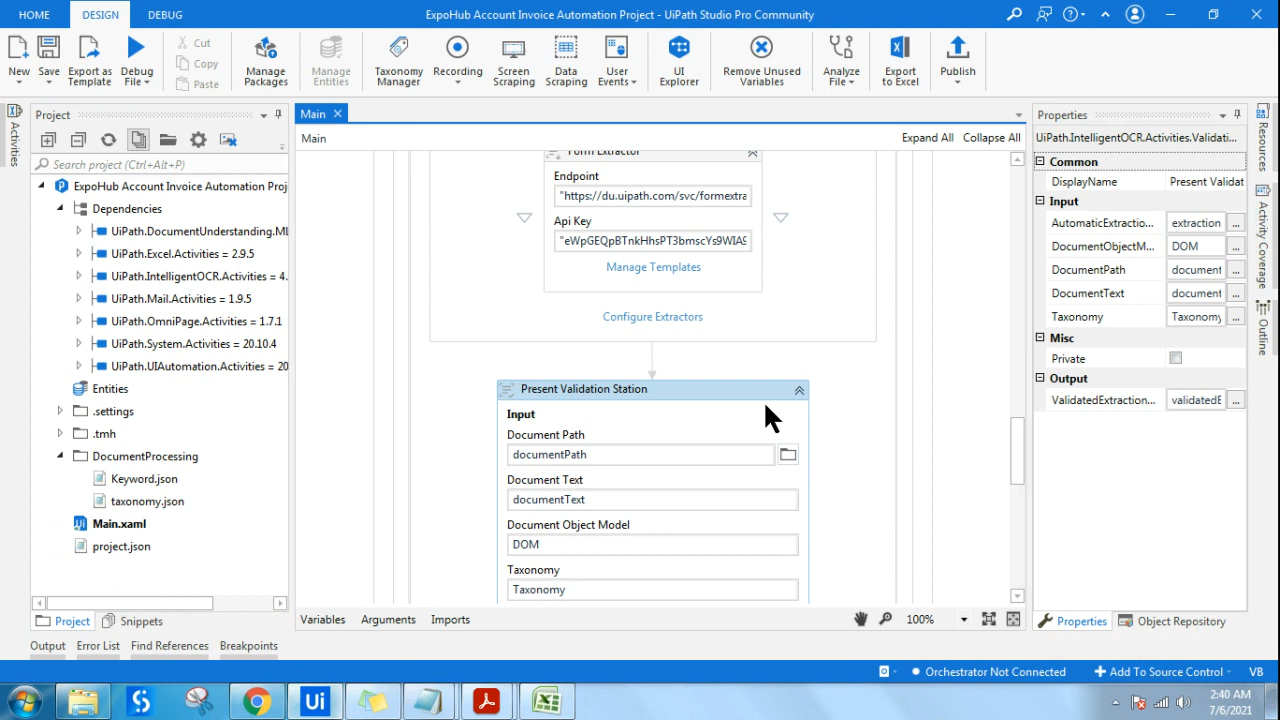 HOME
DESIGN
DEBUG
ExpoHub Account Invoice Automation Project - UiPath Studio Pro Community
New
Save
Export as Template
Debug File
Cut
Copy
Paste
Manage Packages
Manage Entities
Taxonomy Manager
Recording
Screen Scraping
Data Scraping
User Events
UI Explorer
Remove Unused Variables
Analyze File
Export to Excel
Publish
Activities
Project
Search project (Ctrl+Alt+P)
ExpoHub Account Invoice Automation Proj
Dependencies
UiPath.DocumentUnderstanding.ML
UiPath.Excel.Activities = 2.9.5
UiPath.IntelligentOCR.Activities = 4.
UiPath.Mail.Activities = 1.9.5
UiPath.OmniPage.Activities = 1.7.1
UiPath.System.Activities = 20.10.4
UiPath.UIAutomation.Activities = 20
Entities
.settings
.tmh
DocumentProcessing
Keyword.json
taxonomy.json
Main.xaml
project.json
Project
Snippets
Main
Main
Expand All
Collapse All
Form Extractor
Endpoint
"https://du.uipath.com/svc/formextra
Api Key
Manage Templates
Configure Extractors
Present Validation Station
Input
Document Path
documentPath
Document Text
documentText
Document Object Model
DOM
Taxonomy
Taxonomy
Variables
Arguments
Imports
100%
Properties
UiPath.IntelligentOCR.Activities.Validati...
Common
DisplayName
Present Validat
Input
AutomaticExtractio...
extraction
...
DocumentObjectM...
DOM
...
DocumentPath
document
...
DocumentText
document
...
Taxonomy
Taxonomy
...
Misc
Private
Output
ValidatedExtraction...
validatedE
...
Properties
Object Repository
Resources
Activity Coverage
Outline
Output
Error List
Find References
Breakpoints
Orchestrator Not Connected
Add To Source Control
VB
Ui
2:40 AM
7/6/2021